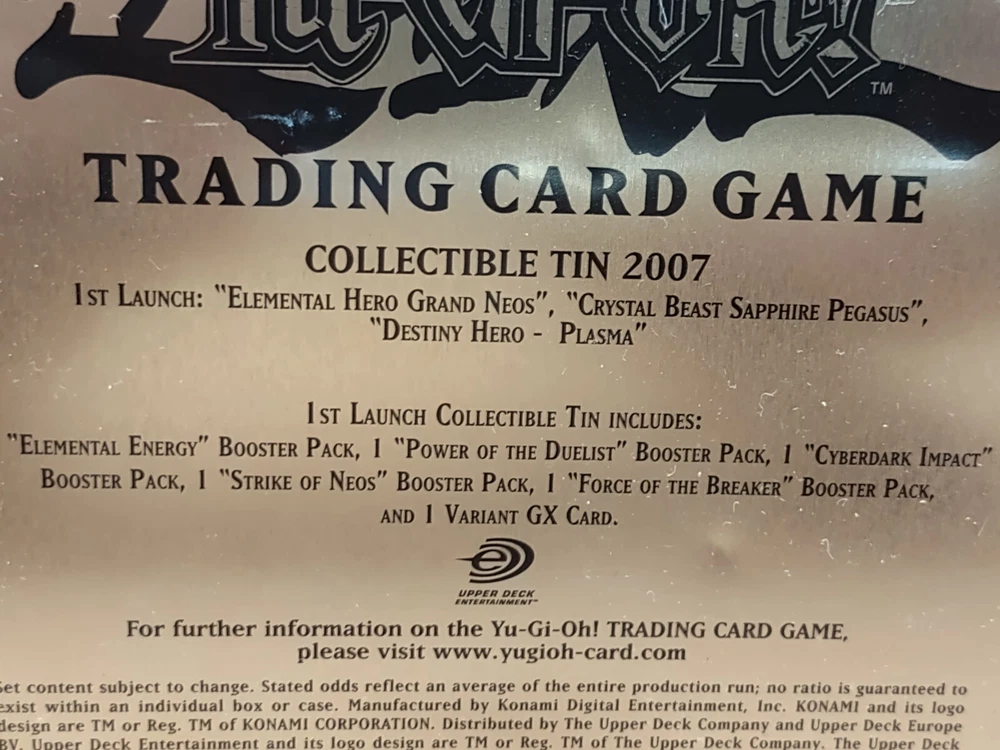 Yu-Gi-Oh!
TM
TRADING CARD GAME
COLLECTIBLE TIN 2007
1ST LAUNCH: "ELEMENTAL HERO GRAND NEOS", "CRYSTAL BEAST SAPPHIRE PEGASUS",
"DESTINY HERO - PLASMA"
1ST LAUNCH COLLECTIBLE TIN INCLUDES:
"ELEMENTAL ENERGY" BOOSTER PACK, 1 "POWER OF THE DUELIST" BOOSTER PACK, 1 "CYBERDARK IMPACT"
BOOSTER PACK, 1 "STRIKE OF NEOS" BOOSTER PACK, 1 "FORCE OF THE BREAKER" BOOSTER PACK,
AND 1 VARIANT GX CARD.
UPPER DECK
ENTERTAINMENT™
For further information on the Yu-Gi-Oh! TRADING CARD GAME,
please visit www.yugioh-card.com
Set content subject to change. Stated odds reflect an average of the entire production run; no ratio is guaranteed to
exist within an individual box or case. Manufactured by Konami Digital Entertainment, Inc. KONAMI and its logo
design are TM or Reg. TM of KONAMI CORPORATION. Distributed by The Upper Deck Company and Upper Deck Europe
BV. Upper Deck Entertainment and its logo design are TM or Reg. TM of The Upper Deck Company. The Upper Deck